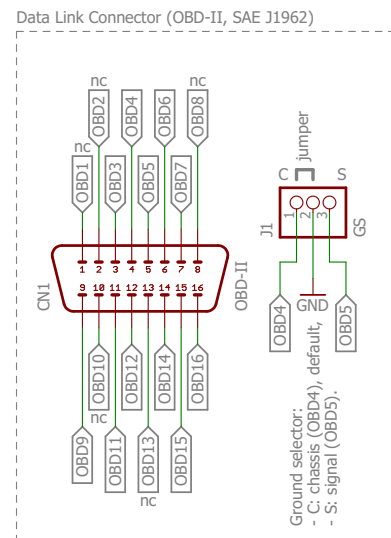 Data Link Connector (OBD-II, SAE J1962)
nc
nc
nc
OBD2
OBD4
OBD6
OBD8
OBD1
OBD3
OBD5
OBD7
1 2 3 4 5 6 7 8
9 10 11 12 13 14 15 16
CN1
OBD-II
OBD10
OBD12
OBD14
OBD16
nc
OBD9
OBD11
OBD13
OBD15
nc
jumper
C
S
J1
1
2
3
GS
OBD4
GND
OBD5
Ground selector:
- C: chassis (OBD4), default,
- S: signal (OBD5).